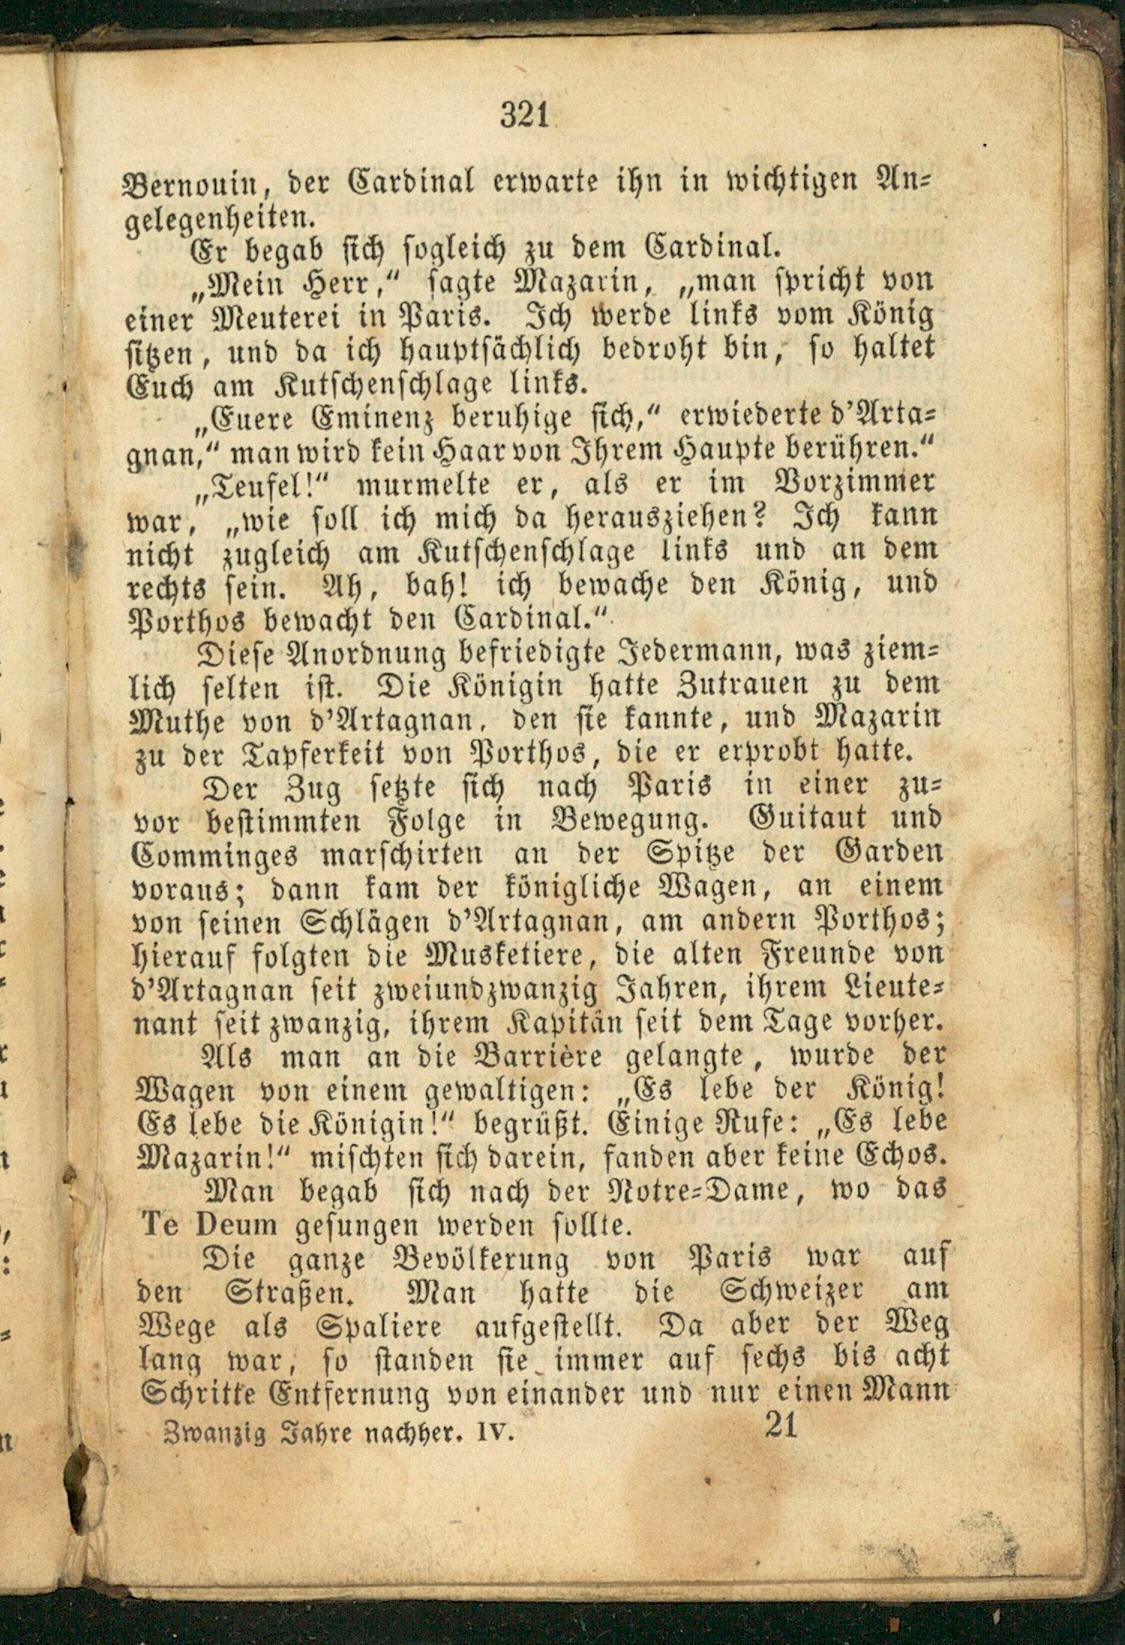 321
Bernouin, der Cardinal erwarte ihn in wichtigen An-
gelegenheiten.
Er begab sich sogleich zu dem Cardinal.
„Mein Herr,“ sagte Mazarin, „man spricht von
einer Meuterei in Paris. Ich werde links vom König
sitzen, und da ich hauptsächlich bedroht bin, so haltet
Euch am Kutschenschlage links.
„Euere Eminenz beruhige sich,“ erwiederte d'Arta-
gnan,“ man wird kein Haar von Ihrem Haupte berühren.“
„Teufel!“ murmelte er, als er im Vorzimmer
war, „wie soll ich mich da herausziehen? Ich kann
nicht zugleich am Kutschenschlage links und an dem
rechts sein. Ah, bah! ich bewache den König, und
Porthos bewacht den Cardinal.“
Diese Anordnung befriedigte Jedermann, was ziem-
lich selten ist. Die Königin hatte Zutrauen zu dem
Muthe von d'Artagnan, den sie kannte, und Mazarin
zu der Tapferkeit von Porthos, die er erprobt hatte.
Der Zug setzte sich nach Paris in einer zu-
vor bestimmten Folge in Bewegung. Guitaut und
Comminges marschirten an der Spitze der Garden
voraus; dann kam der königliche Wagen, an einem
von seinen Schlägen d'Artagnan, am andern Porthos;
hierauf folgten die Musketiere, die alten Freunde von
d'Artagnan seit zweiundzwanzig Jahren, ihrem Lieute-
nant seit zwanzig, ihrem Kapitän seit dem Tage vorher.
Als man an die Barrière gelangte, wurde der
Wagen von einem gewaltigen: „Es lebe der König!
Es lebe die Königin!“ begrüßt. Einige Rufe: „Es lebe
Mazarin!“ mischten sich darein, fanden aber keine Echos.
Man begab sich nach der Notre-Dame, wo das
Te Deum gesungen werden sollte.
Die ganze Bevölkerung von Paris war auf
den Straßen. Man hatte die Schweizer am
Wege als Spaliere aufgestellt. Da aber der Weg
lang war, so standen sie immer auf sechs bis acht
Schritte Entfernung von einander und nur einen Mann
Zwanzig Jahre nachher. IV. 21